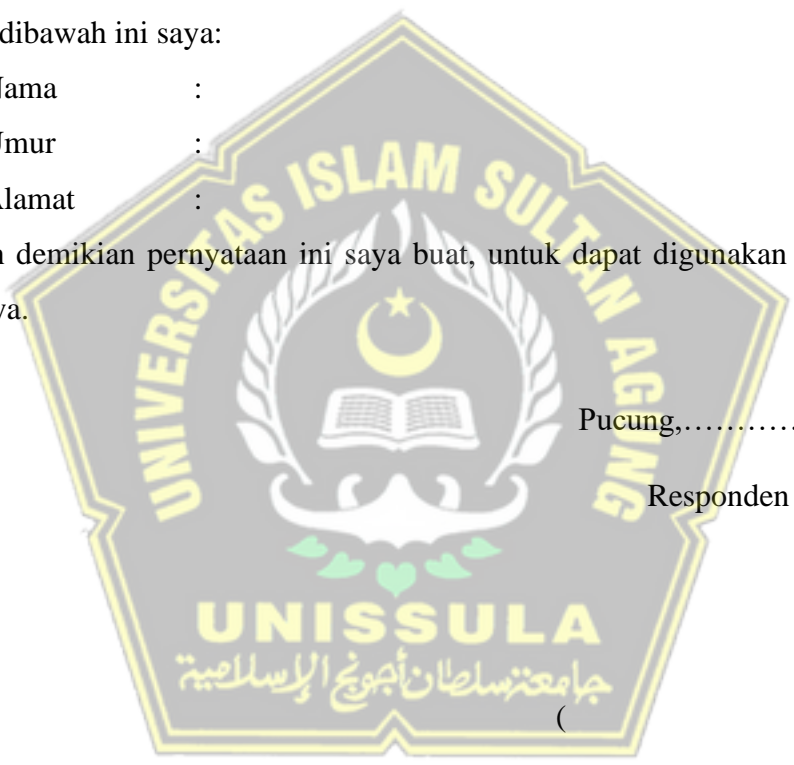 dibawah ini saya:
Nama :
Umur :
Alamat :
demikian pernyataan ini saya buat, untuk dapat digunakan
Pucung,…………
Responden
(
UNIVERSITAS ISLAM SULTAN AGUNG
UNISSULA
جامعة سلطان أجونج الإسلامية